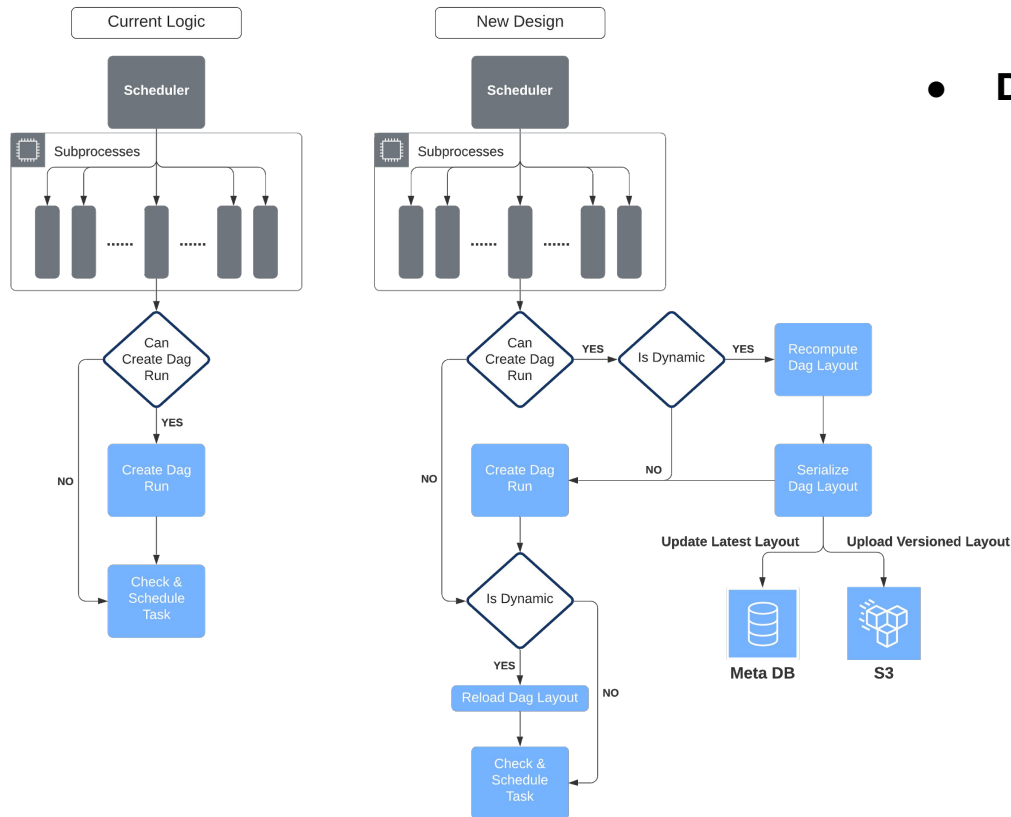 Current Logic
Scheduler
Subprocesses
......
......
Can
Create Dag
Run
YES
NO
Create Dag
Run
Check &
Schedule
Task
New Design
Scheduler
Subprocesses
......
......
Can
Create Dag
Run
YES
Is Dynamic
YES
Recompute
Dag Layout
NO
NO
Create Dag
Run
Serialize
Dag Layout
Update Latest Layout
Upload Versioned Layout
Is Dynamic
Meta DB
S3
YES
NO
Reload Dag Layout
Check &
Schedule
Task